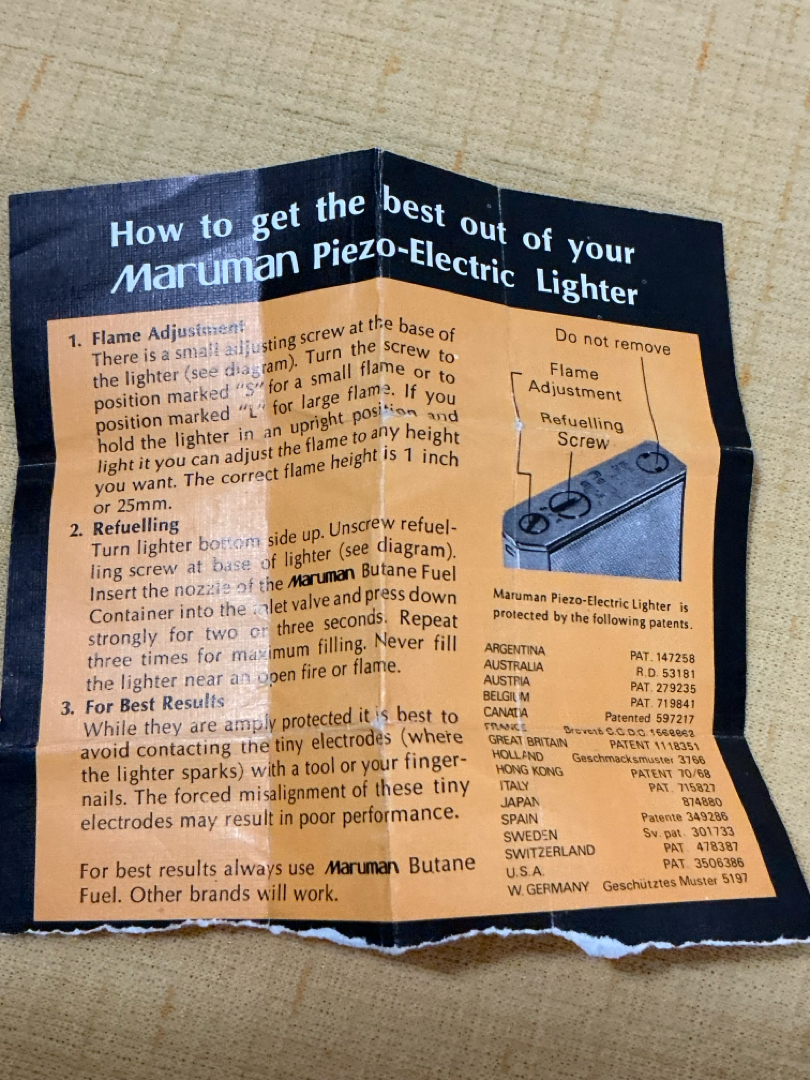 How to get the best out of your
Maruman Piezo-Electric Lighter
1. Flame Adjustment
There is a small adjusting screw at the base of
the lighter (see diagram). Turn the screw to
position marked "S" for a small flame or to
position marked "L" for large flame. If you
hold the lighter in an upright position and
light it you can adjust the flame to any height
you want. The correct flame height is 1 inch
or 25mm.
2. Refuelling
Turn lighter bottom side up. Unscrew refuel-
ling screw at base of lighter (see diagram).
Insert the nozzle of the Maruman Butane Fuel
Container into the inlet valve and press down
strongly for two or three seconds. Repeat
three times for maximum filling. Never fill
the lighter near an open fire or flame.
3. For Best Results
While they are amply protected it is best to
avoid contacting the tiny electrodes (where
the lighter sparks) with a tool or your finger-
nails. The forced misalignment of these tiny
electrodes may result in poor performance.
For best results always use Maruman Butane
Fuel. Other brands will work.
Do not remove
Flame
Adjustment
Refuelling
Screw
Maruman Piezo-Electric Lighter is
protected by the following patents.
ARGENTINA PAT. 147258
AUSTRALIA R.D. 53181
AUSTRIA PAT. 279235
BELGIUM PAT. 719841
CANADA Patented 597217
FRANCE Brevete C.C.D.C. 1568868
GREAT BRITAIN PATENT 1118351
HOLLAND Geschmacksmuster 3766
HONG KONG PATENT 70/68
ITALY PAT. 715827
JAPAN 874880
SPAIN Patente 349286
SWEDEN Sv. pat. 301733
SWITZERLAND PAT 478387
U.S.A. PAT. 3506386
W. GERMANY Geschütztes Muster 5197